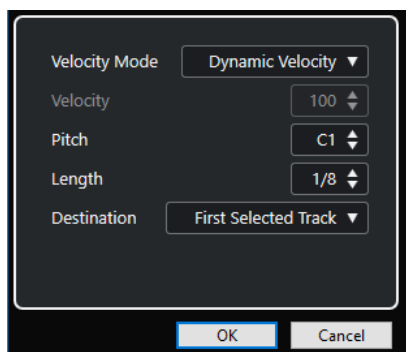 Velocity Mode Dynamic Velocity
Velocity 100
Pitch C1
Length 1/8
Destination First Selected Track
OK Cancel